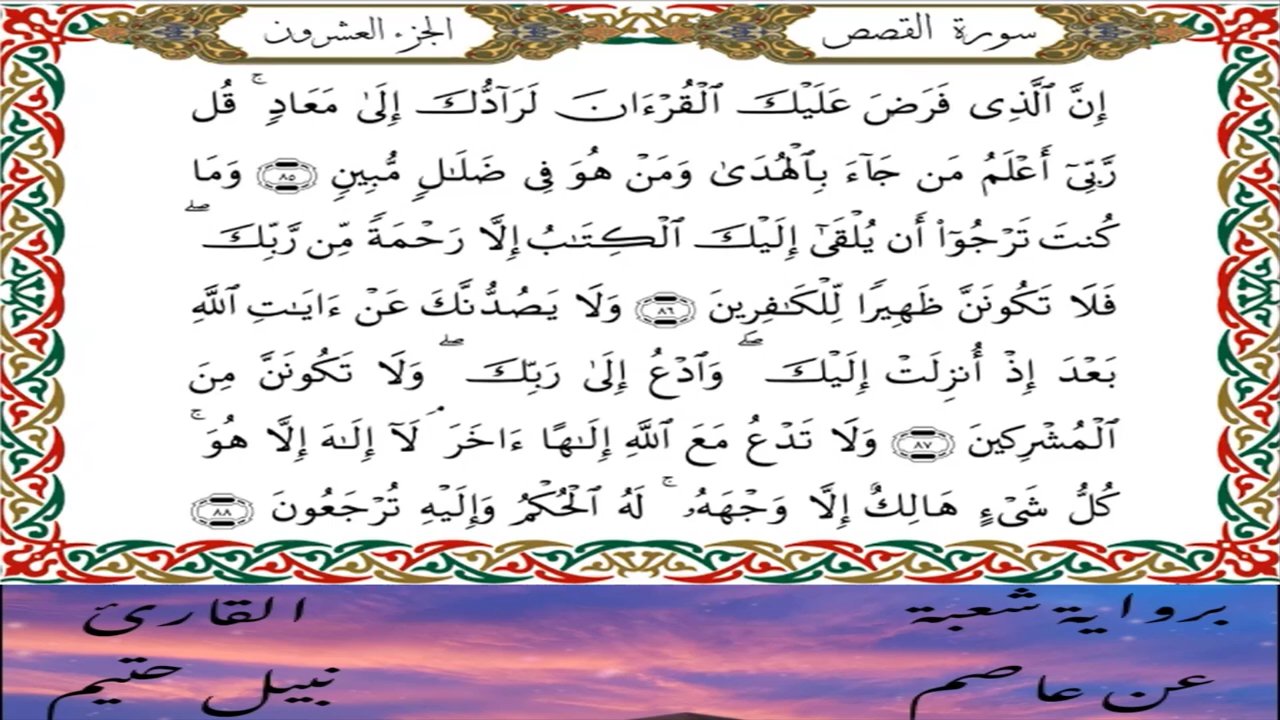 سورة القصص
الجزء العشرون
إِنَّ ٱلَّذِى فَرَضَ عَلَيْكَ ٱلْقُرْءَانَ لَرَآدُّكَ إِلَىٰ مَعَادٍ ۚ قُل
رَّبِّىٓ أَعْلَمُ مَن جَآءَ بِٱلْهُدَىٰ وَمَنْ هُوَ فِى ضَلَـٰلٍ مُّبِينٍ ٨٥ وَمَا
كُنتَ تَرْجُوٓا۟ أَن يُلْقَىٰٓ إِلَيْكَ ٱلْكِتَـٰبُ إِلَّا رَحْمَةً مِّن رَّبِّكَ ۖ
فَلَا تَكُونَنَّ ظَهِيرًا لِّلْكَـٰفِرِينَ ٨٦ وَلَا يَصُدُّنَّكَ عَنْ ءَايَـٰتِ ٱللَّهِ
بَعْدَ إِذْ أُنزِلَتْ إِلَيْكَ ۖ وَٱدْعُ إِلَىٰ رَبِّكَ ۖ وَلَا تَكُونَنَّ مِنَ
ٱلْمُشْرِكِينَ ٨٧ وَلَا تَدْعُ مَعَ ٱللَّهِ إِلَـٰهًا ءَاخَرَ ۘ لَآ إِلَـٰهَ إِلَّا هُوَ ۚ
كُلُّ شَىْءٍ هَالِكٌ إِلَّا وَجْهَهُۥ ۚ لَهُ ٱلْحُكْمُ وَإِلَيْهِ تُرْجَعُونَ ٨٨
برواية شعبة
عن عاصم
القارئ
نبيل حتيم